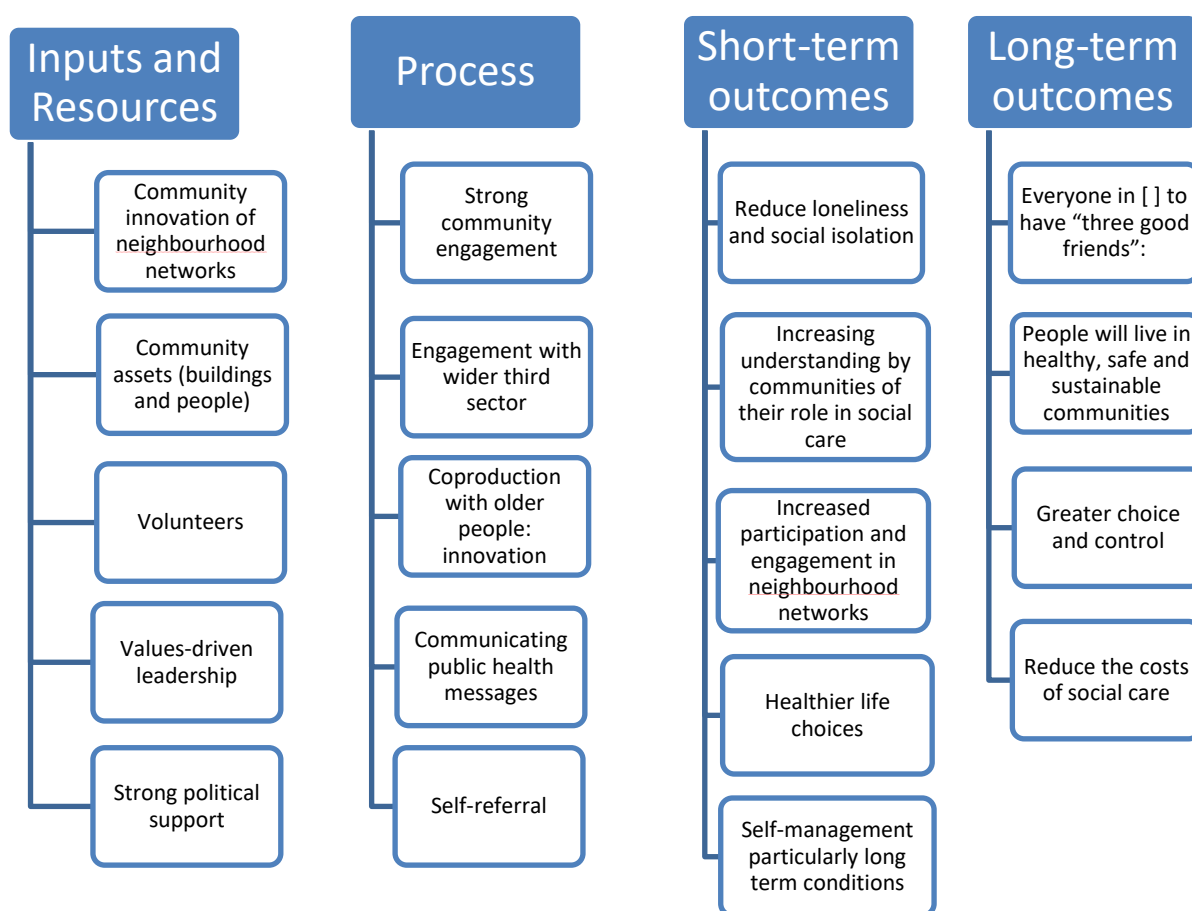 Inputs and
Resources
Community
innovation of
neighbourhood
networks
Community
assets (buildings
and people)
Volunteers
Values-driven
leadership
Strong political
support
Process
Strong
community
engagement
Engagement with
wider third
sector
Coproduction
with older
people:
innovation
Communicating
public health
messages
Self-referral
Short-term
outcomes
Reduce loneliness
and social isolation
Increasing
understanding by
communities of
their role in social
care
Increased
participation and
engagement in
neighbourhood
networks
Healthier life
choices
Self-management
particularly long
term conditions
Long-term
outcomes
Everyone in [ ] to
have “three good
friends”:
People will live in
healthy, safe and
sustainable
communities
Greater choice
and control
Reduce the costs
of social care